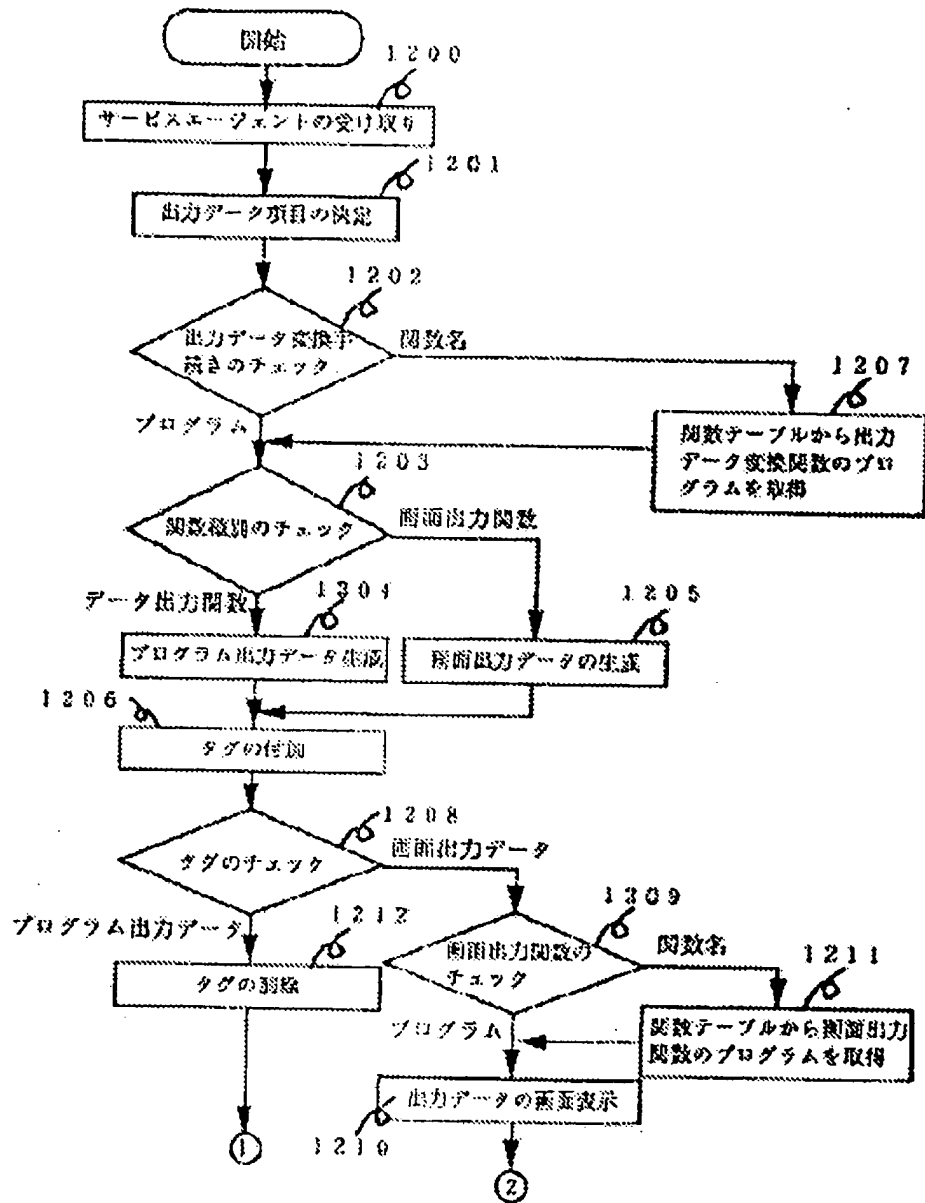 開始
1200
サービスエージェントの受け取り
1201
出力データ項目の決定
1202
出力データ変換手
続きのチェック
関数名
1207
プログラム
関数テーブルから出力
データ変換関数のプロ
グラムを取得
1203
関数種別のチェック
画面出力関数
データ出力関数
1304
1205
プログラム出力データ生成
画面出力データの生成
1206
タグの付加
1208
タグのチェック
画面出力データ
1209
プログラム出力データ
1212
画面出力関数の
チェック
関数名
1211
タグの削除
プログラム
関数テーブルから画面出力
関数のプログラムを取得
出力データの画面表示
1210
①
②